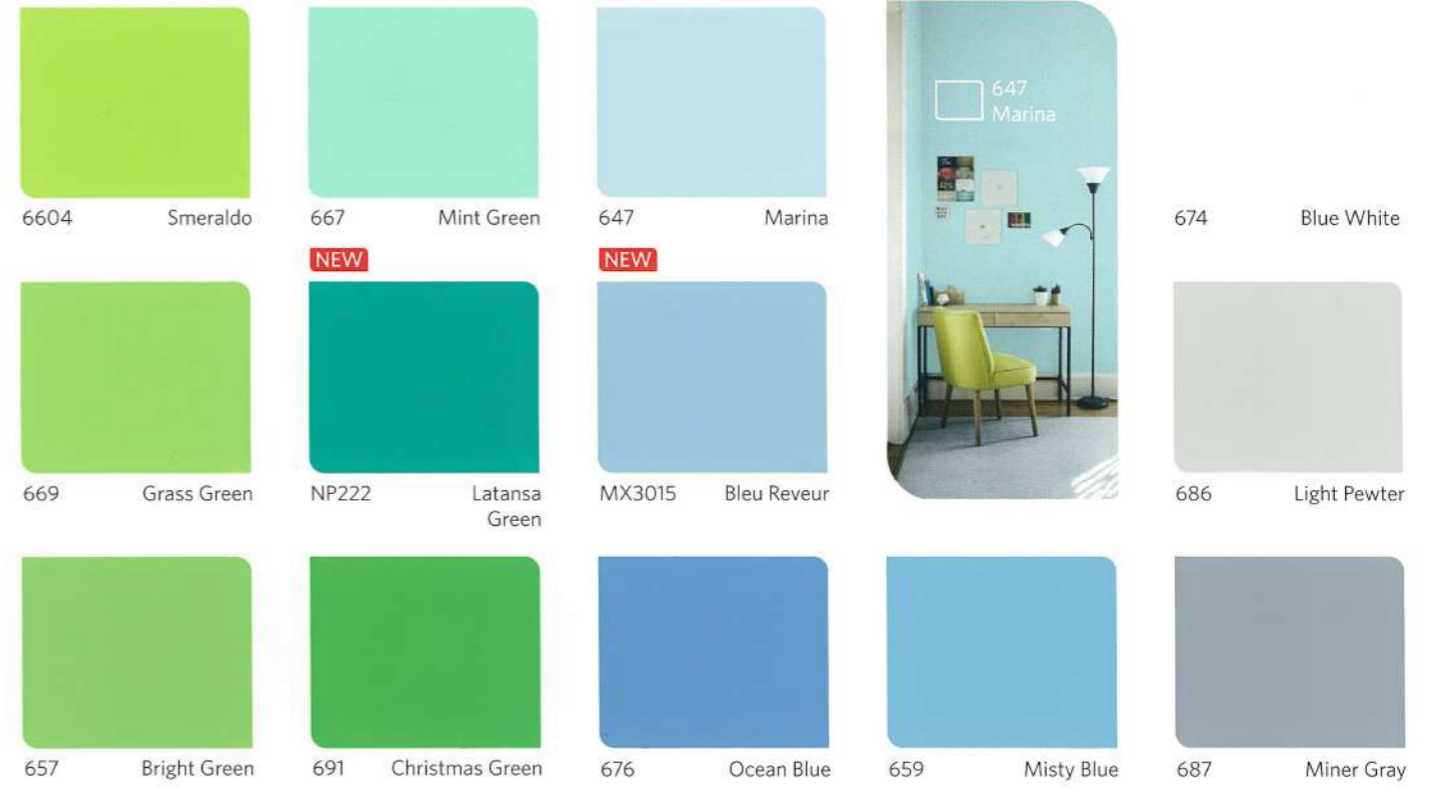 647
Marina
6604 Smeraldo
667 Mint Green
647 Marina
674 Blue White
NEW
NEW
669 Grass Green
NP222 Latansa
Green
MX3015 Bleu Reveur
686 Light Pewter
657 Bright Green
691 Christmas Green
676 Ocean Blue
659 Misty Blue
687 Miner Gray